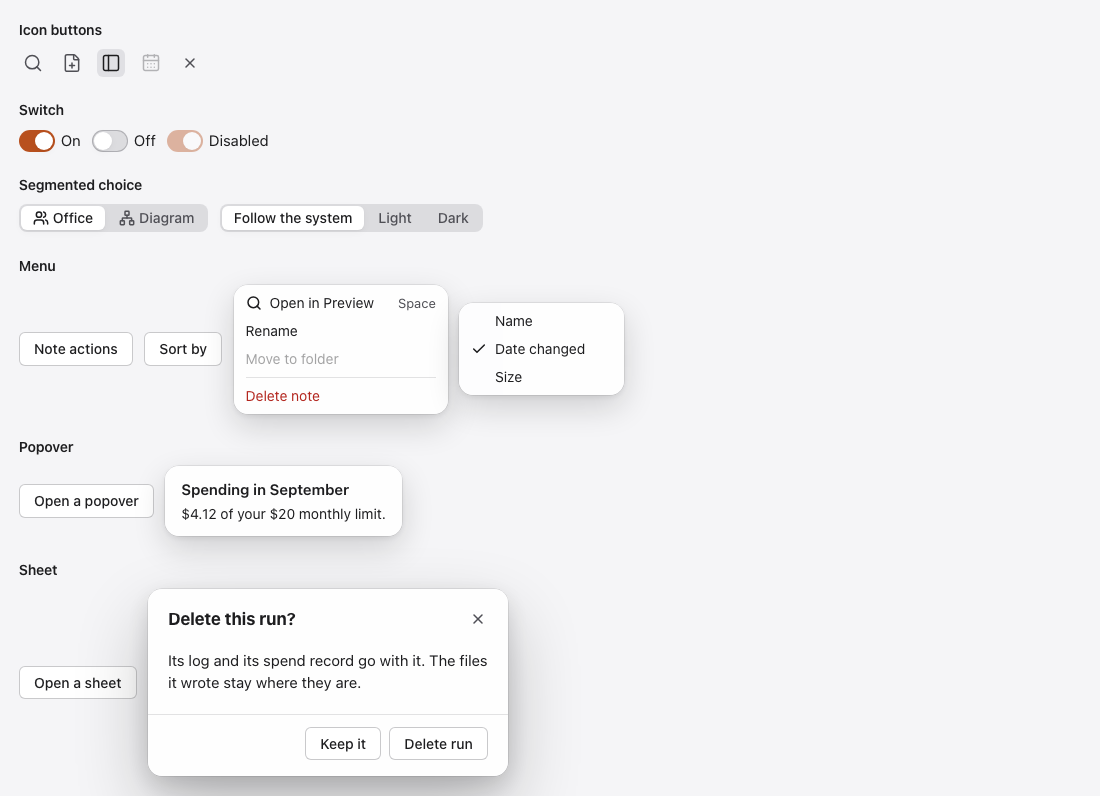 Icon buttons
Switch
On
Off
Disabled
Segmented choice
Office
Diagram
Follow the system
Light
Dark
Menu
Note actions
Sort by
Open in Preview
Space
Rename
Move to folder
Delete note
Name
Date changed
Size
Popover
Open a popover
Spending in September
$4.12 of your $20 monthly limit.
Sheet
Open a sheet
Delete this run?
Its log and its spend record go with it. The files
it wrote stay where they are.
Keep it
Delete run